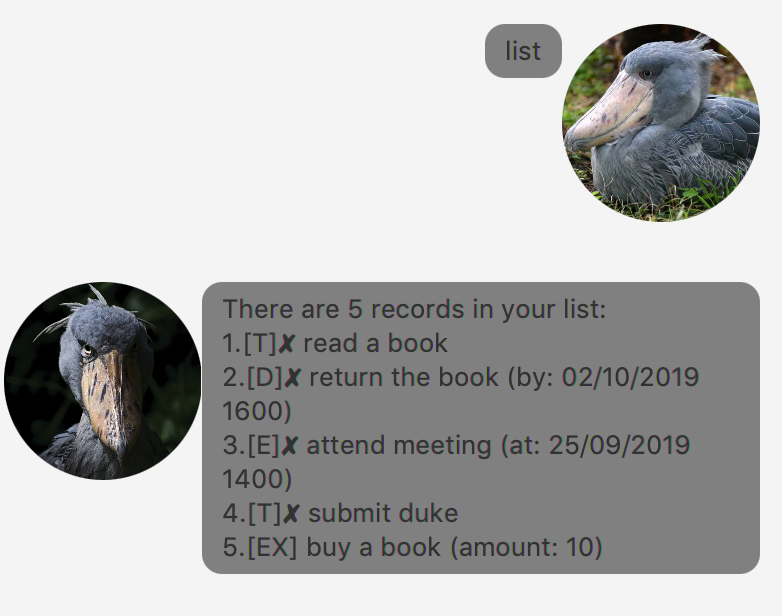 list
There are 5 records in your list:
1.[T]✘ read a book
2.[D]✘ return the book (by: 02/10/2019
1600)
3.[E]✘ attend meeting (at: 25/09/2019
1400)
4.[T]✘ submit duke
5.[EX] buy a book (amount: 10)